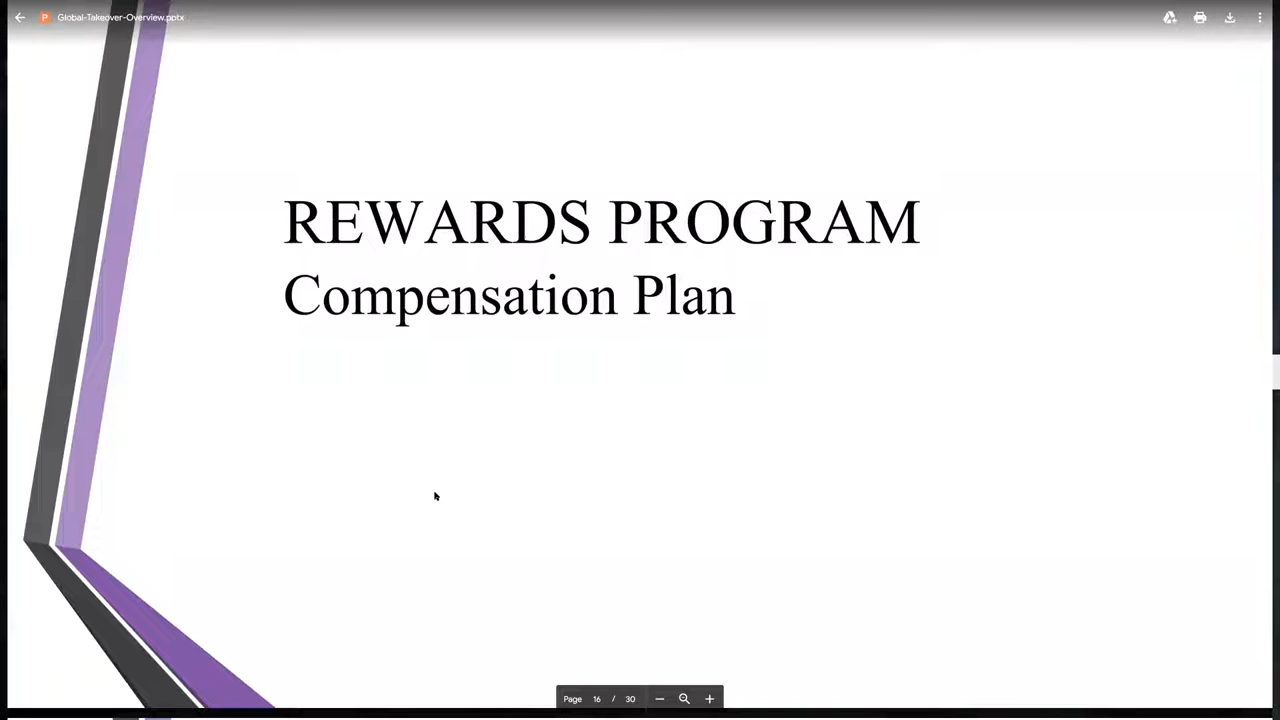 P Global-Takeover-Overview.pptx
REWARDS PROGRAM
Compensation Plan
Page 16 / 30